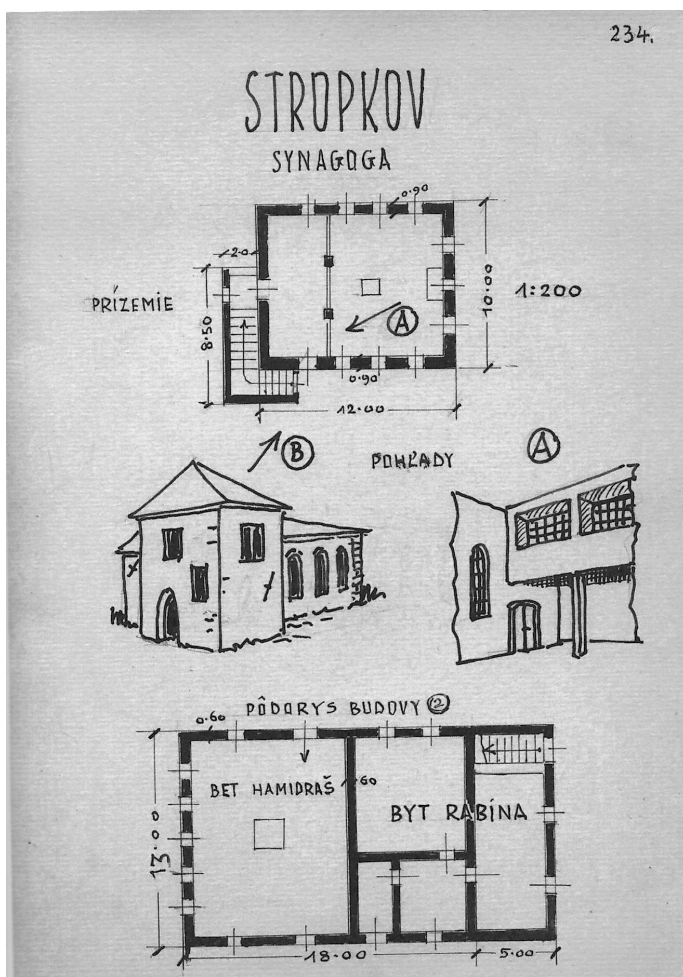 234.
STROPKOV
SYNAGOGA
0.90
2.0
PRÍZEMIE
8.50
10.00
1:200
A
0.90
12.00
B
POHĽADY
A
PÔDORYS BUDOVY 2
0.60
BET HAMIDRAŠ
60
BYT RABÍNA
13.00
18.00
5.00